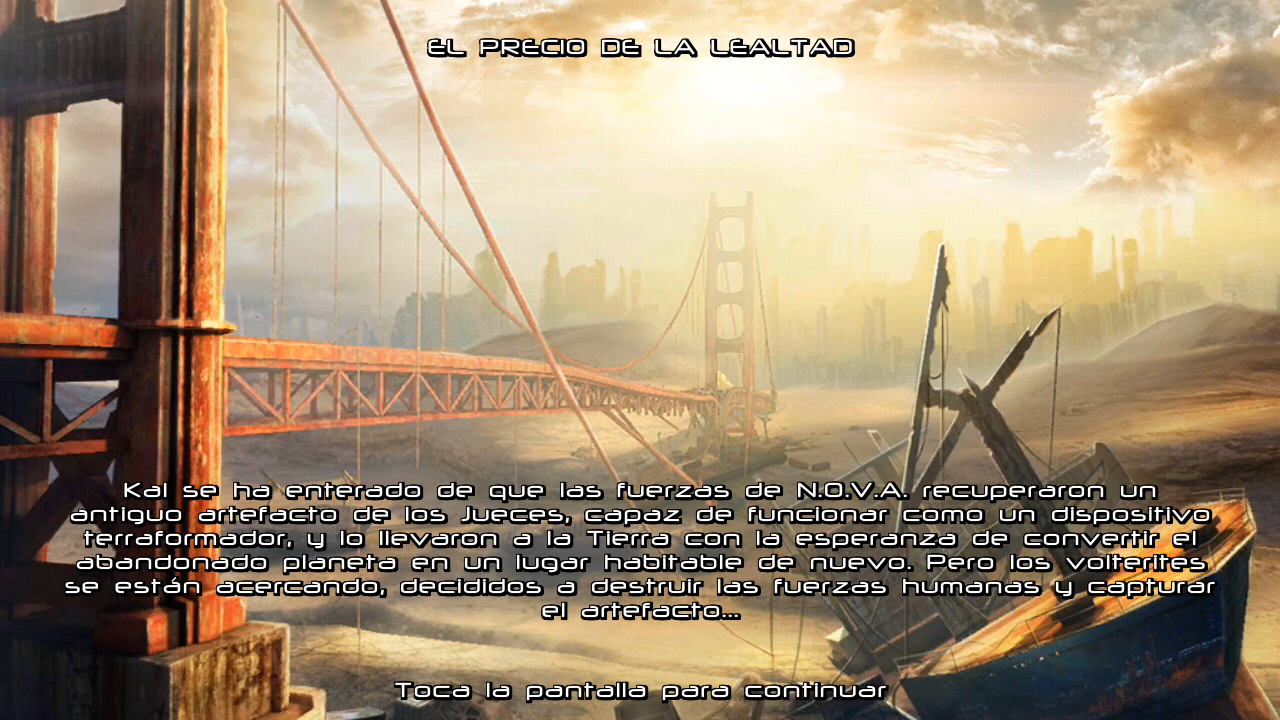 EL PRECIO DE LA LEALTAD
Kal se ha enterado de que las fuerzas de N.O.V.A. recuperaron un
antiguo artefacto de los Jueces, capaz de funcionar como un dispositivo
terraformador, y lo llevaron a la Tierra con la esperanza de convertir el
abandonado planeta en un lugar habitable de nuevo. Pero los volterites
se están acercando, decididos a destruir las fuerzas humanas y capturar
el artefacto...
Toca la pantalla para continuar